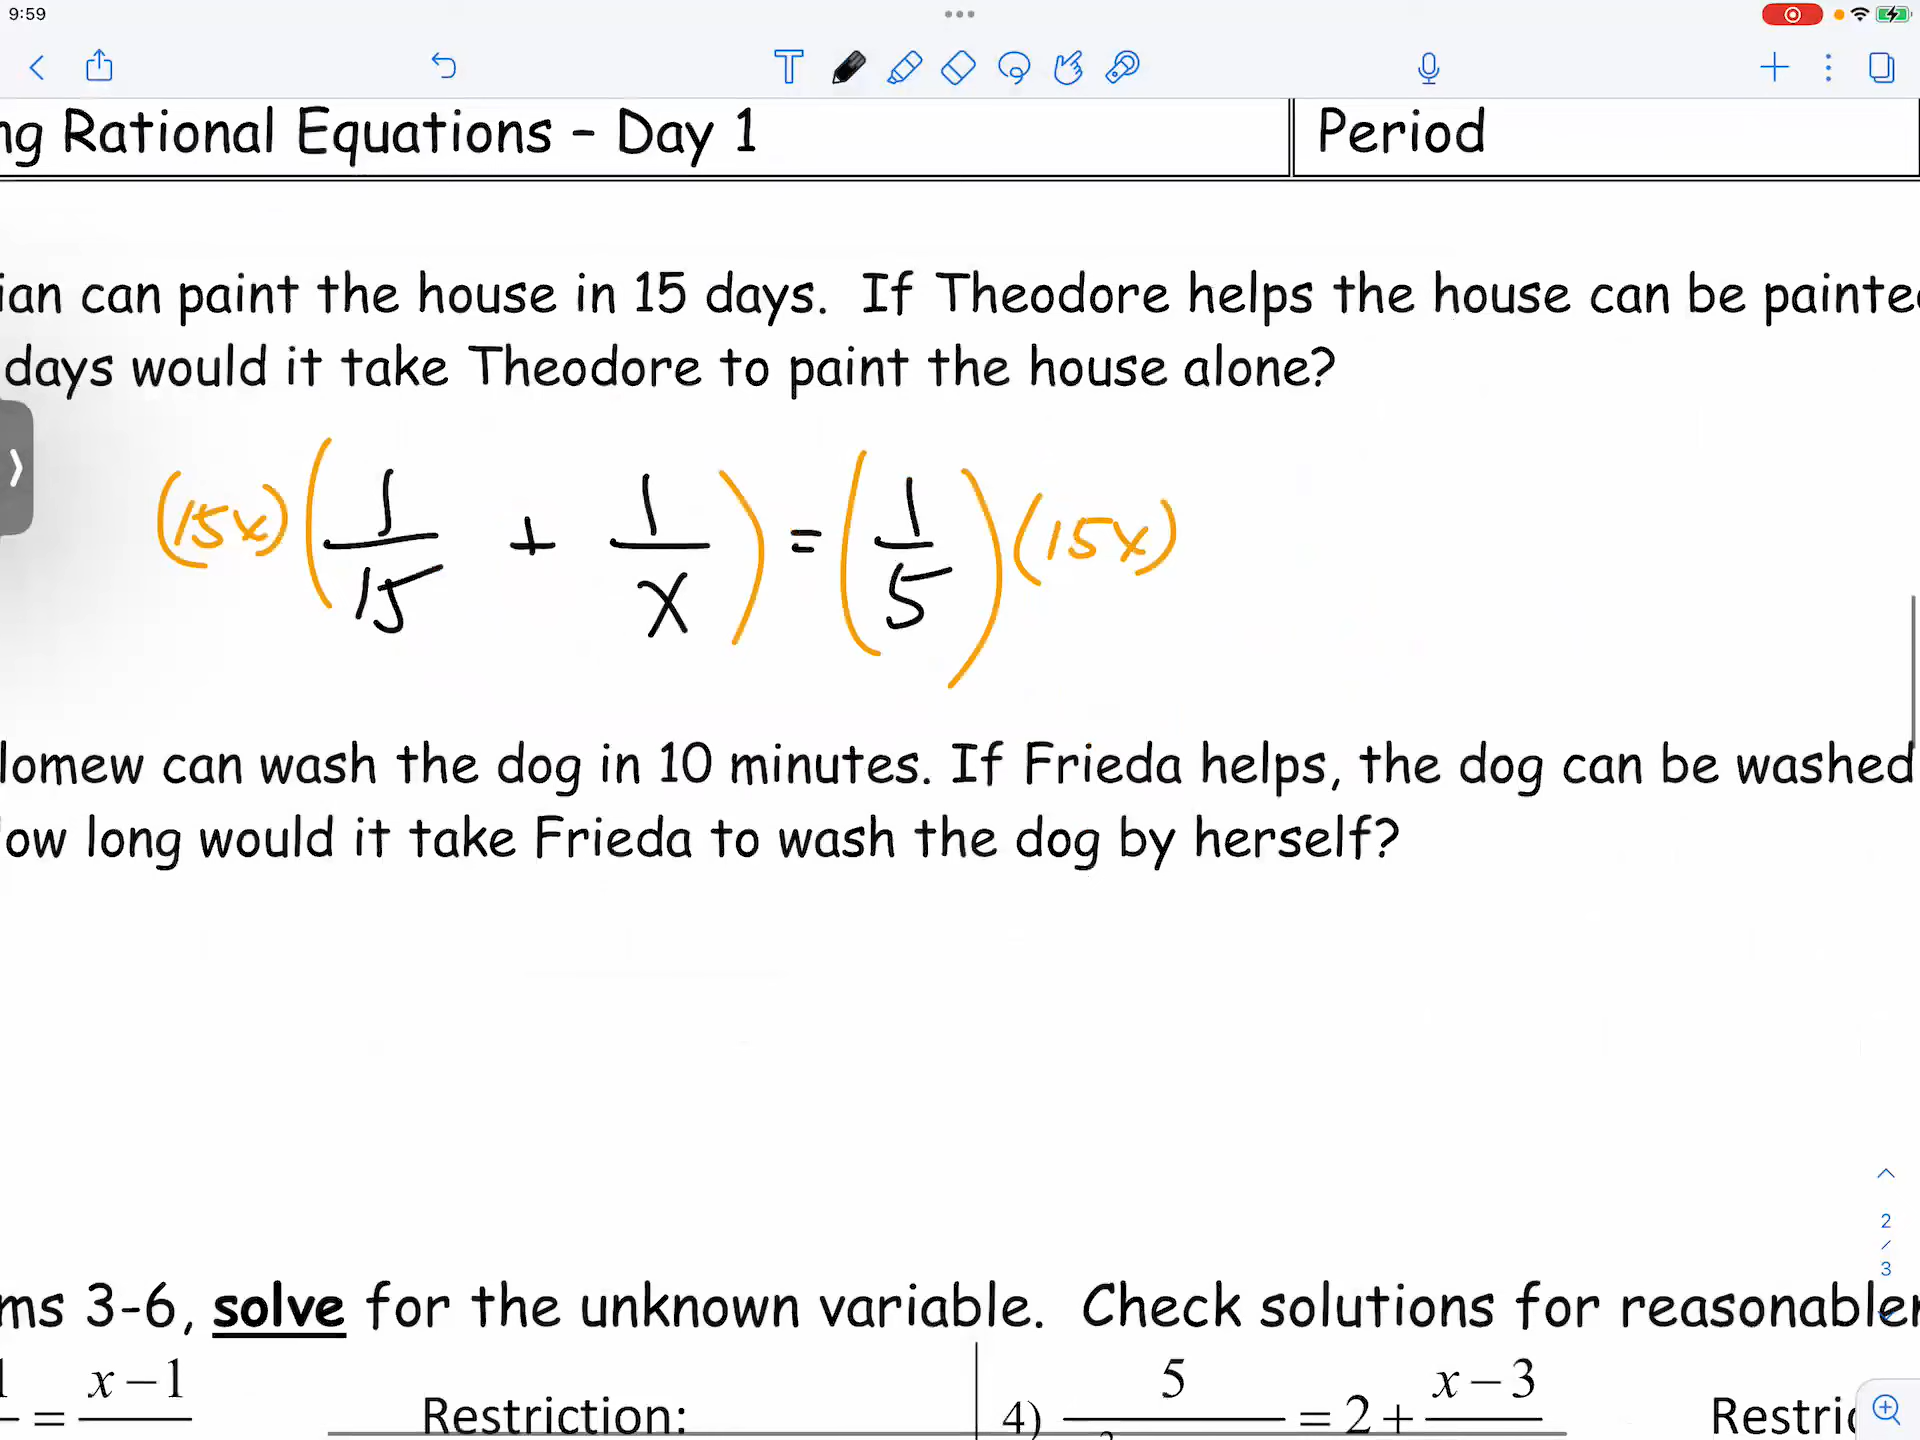 9:59
ng Rational Equations – Day 1
Period
ian can paint the house in 15 days. If Theodore helps the house can be painted
days would it take Theodore to paint the house alone?
(15x)(1/15 + 1/x) = (1/5)(15x)
lomew can wash the dog in 10 minutes. If Frieda helps, the dog can be washed
ow long would it take Frieda to wash the dog by herself?
2
/
3
ms 3-6, solve for the unknown variable. Check solutions for reasonablen
= x – 1
Restriction:
4) 5 = 2 + x – 3
Restric